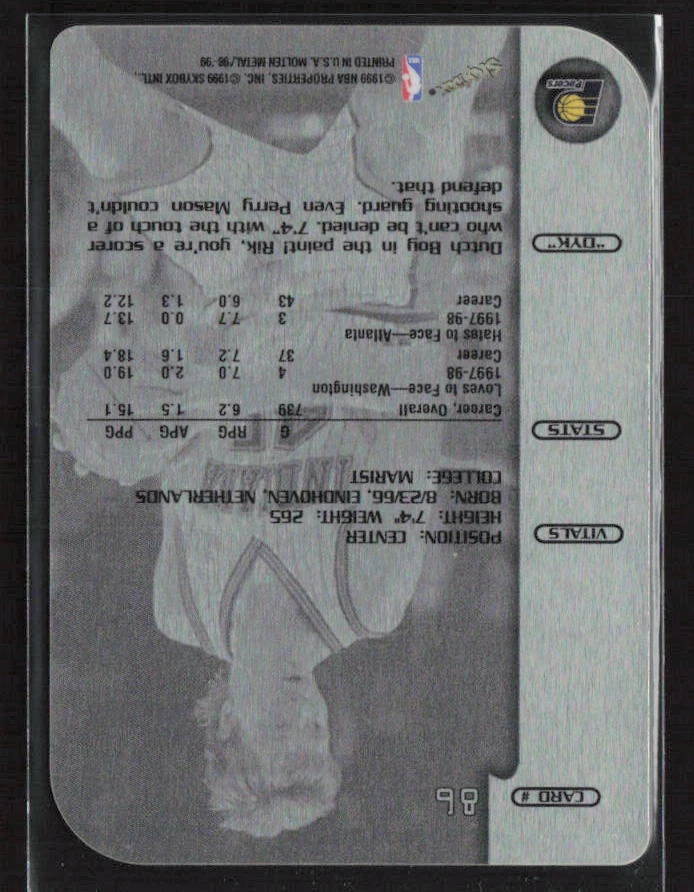 CARD # 86
VITALS
POSITION: CENTER
HEIGHT: 7'4" WEIGHT: 265
BORN: 8/23/66, EINDHOVEN, NETHERLANDS
COLLEGE: MARIST
STATS
G RPG APG PPG
Career, Overall 739 6.2 1.5 15.1
Loves to Face—Washington
1997-98 4 7.0 2.0 19.0
Career 37 7.2 1.6 18.4
Hates to Face—Atlanta
1997-98 3 7.7 0.0 13.7
Career 43 6.0 1.3 12.2
"DYK"
Dutch Boy in the paint! Rik, you're a scorer
who can't be denied. 7'4" with the touch of a
shooting guard. Even Perry Mason couldn't
defend that.
Pacers
SkyBox
NBA
©1999 NBA PROPERTIES, INC. ©1999 SKYBOX INTL.,
PRINTED IN U.S.A. MOLTEN METAL/'98-'99